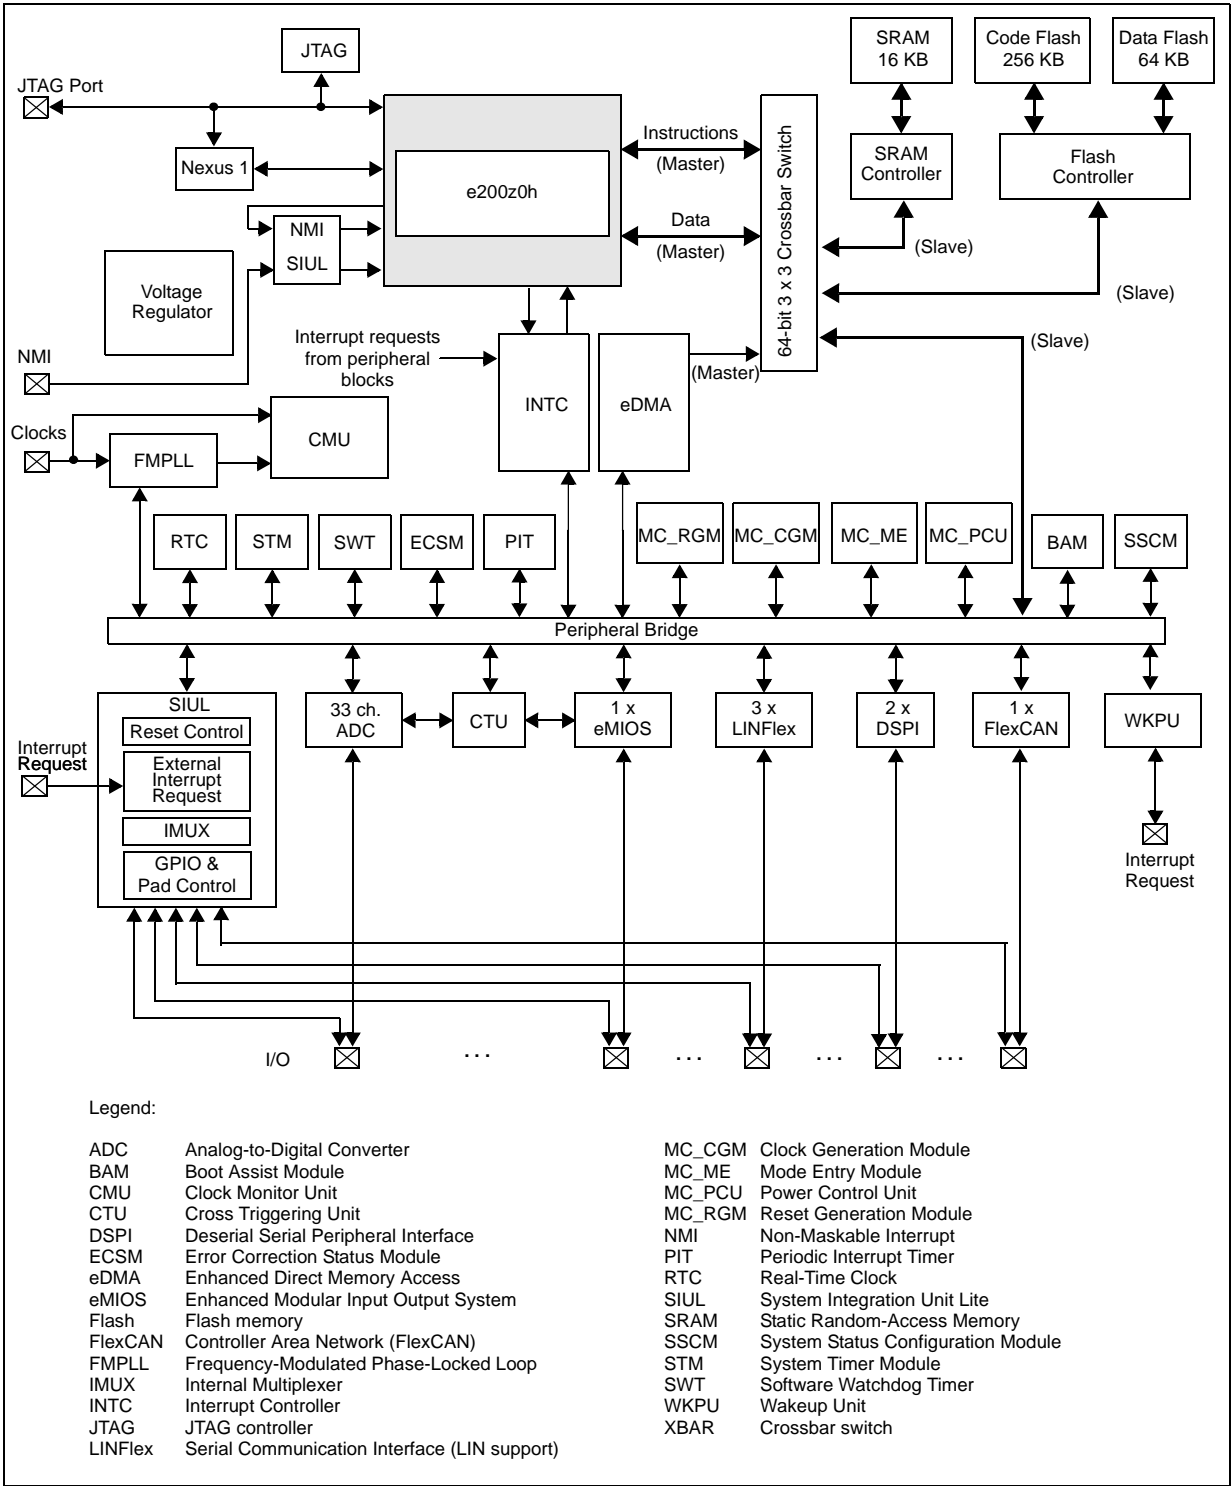 JTAG
SRAM
16 KB
Code Flash
256 KB
Data Flash
64 KB
JTAG Port
Nexus 1
e200z0h
Instructions
(Master)
Data
(Master)
64-bit 3 x 3 Crossbar Switch
SRAM
Controller
Flash
Controller
NMI
SIUL
Voltage
Regulator
(Slave)
(Slave)
(Slave)
NMI
Interrupt requests
from peripheral
blocks
INTC
eDMA
(Master)
Clocks
FMPLL
CMU
RTC
STM
SWT
ECSM
PIT
MC_RGM
MC_CGM
MC_ME
MC_PCU
BAM
SSCM
Peripheral Bridge
SIUL
Reset Control
External
Interrupt
Request
IMUX
GPIO &
Pad Control
Interrupt
Request
33 ch.
ADC
CTU
1 x
eMIOS
3 x
LINFlex
2 x
DSPI
1 x
FlexCAN
WKPU
Interrupt
Request
I/O
. . .
. . .
. . .
. . .
Legend:
ADC Analog-to-Digital Converter
BAM Boot Assist Module
CMU Clock Monitor Unit
CTU Cross Triggering Unit
DSPI Deserial Serial Peripheral Interface
ECSM Error Correction Status Module
eDMA Enhanced Direct Memory Access
eMIOS Enhanced Modular Input Output System
Flash Flash memory
FlexCAN Controller Area Network (FlexCAN)
FMPLL Frequency-Modulated Phase-Locked Loop
IMUX Internal Multiplexer
INTC Interrupt Controller
JTAG JTAG controller
LINFlex Serial Communication Interface (LIN support)
MC_CGM Clock Generation Module
MC_ME Mode Entry Module
MC_PCU Power Control Unit
MC_RGM Reset Generation Module
NMI Non-Maskable Interrupt
PIT Periodic Interrupt Timer
RTC Real-Time Clock
SIUL System Integration Unit Lite
SRAM Static Random-Access Memory
SSCM System Status Configuration Module
STM System Timer Module
SWT Software Watchdog Timer
WKPU Wakeup Unit
XBAR Crossbar switch